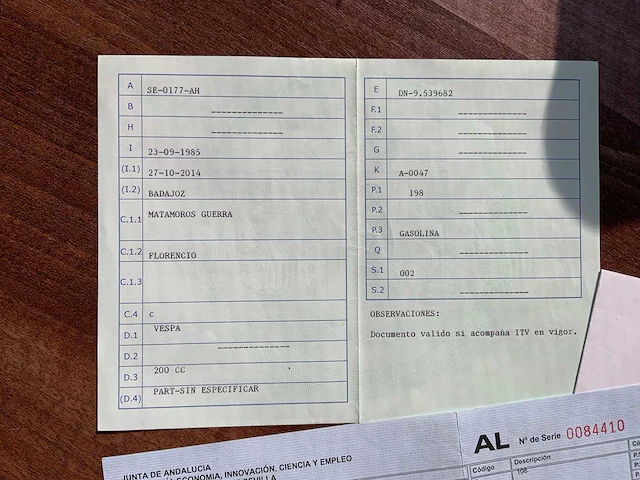 A SE-0177-AH
B --------------
H --------------
I 23-09-1985
(I.1) 27-10-2014
(I.2) BADAJOZ
C.1.1 MATAMOROS GUERRA
C.1.2 FLORENCIO
C.1.3
C.4 c
D.1 VESPA
D.2 --------------
D.3 200 CC
(D.4) PART-SIN ESPECIFICAR
E DN-9.539682
F.1 --------------
F.2 --------------
G --------------
K A-0047
P.1 198
P.2 --------------
P.3 GASOLINA
Q --------------
S.1 002
S.2 --------------
OBSERVACIONES:
Documento valido si acompaña ITV en vigor.
JUNTA DE ANDALUCIA
ECONOMIA, INNOVACIÓN, CIENCIA Y EMPLEO
SEVILLA
AL Nº de Serie 0084410
Código Descripción
198